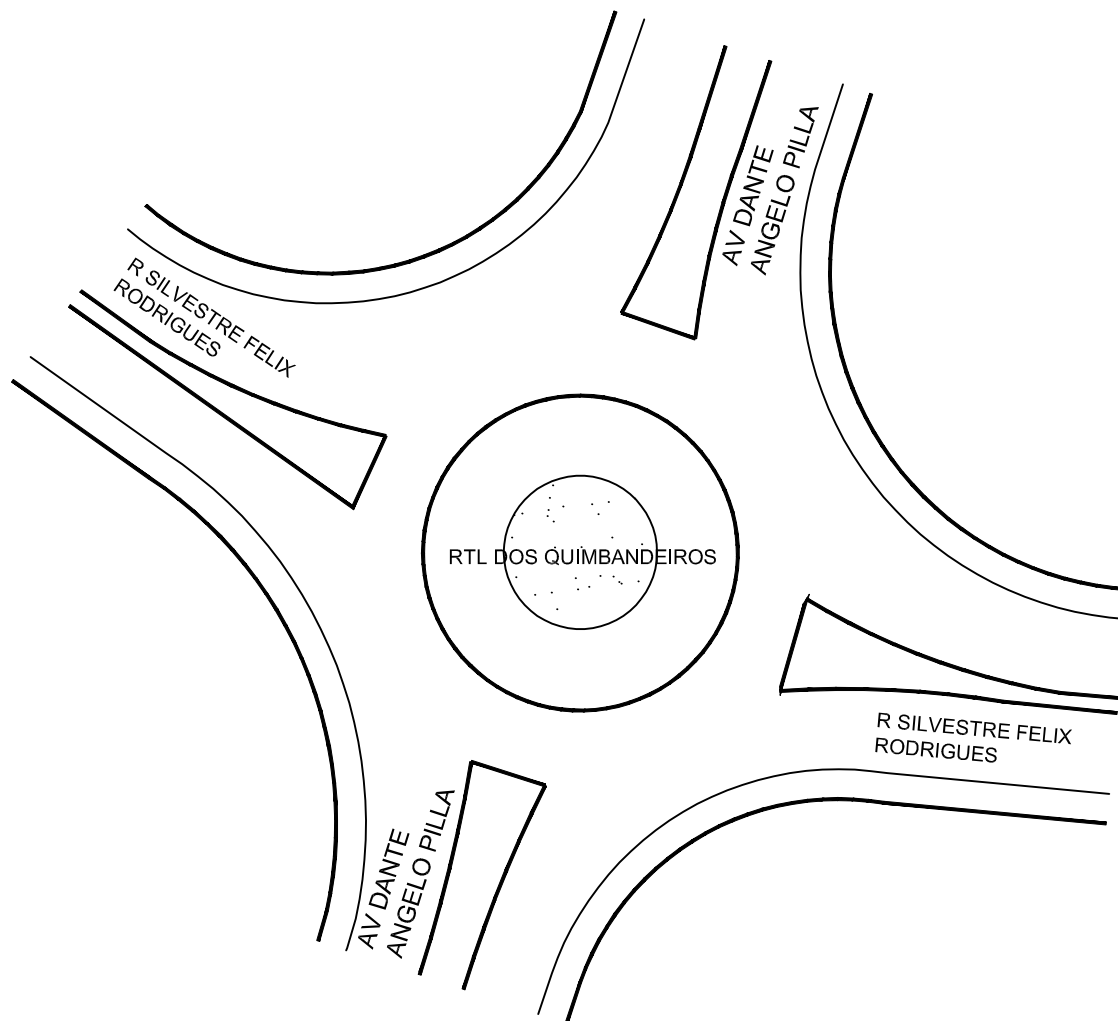 AV DANTE
ANGELO PILLA
R SILVESTRE FELIX
RODRIGUES
RTL DOS QUIMBANDEIROS
R SILVESTRE FELIX
RODRIGUES
AV DANTE
ANGELO PILLA